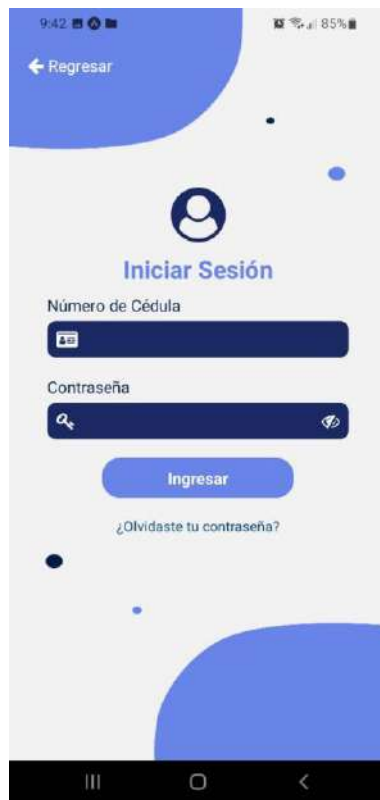 9:42 85%
Regresar
Iniciar Sesión
Número de Cédula
Contraseña
Ingresar
¿Olvidaste tu contraseña?